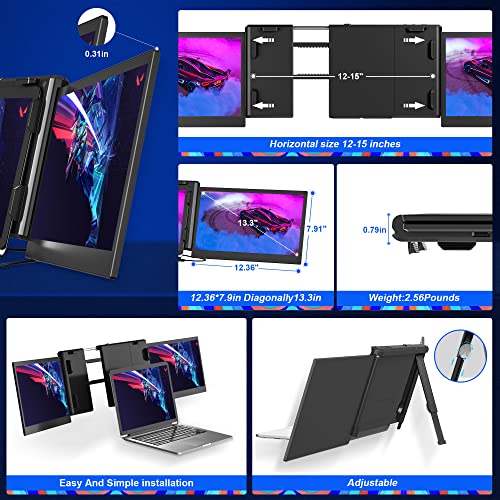 0.31in
12-15"
Horizontal size 12-15 inches
13.3"
7.91"
12.36"
12.36*7.9in Diagonally13.3in
0.79in
Weight:2.56Pounds
Easy And Simple installation
Adjustable